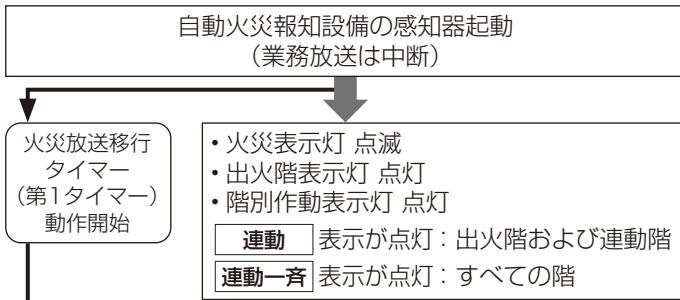 自動火災報知設備の感知器起動
（業務放送は中断）
火災放送移行
タイマー
（第1タイマー）
動作開始
・火災表示灯 点滅
・出火階表示灯 点灯
・階別作動表示灯 点灯
連動 表示が点灯：出火階および連動階
連動一斉 表示が点灯：すべての階